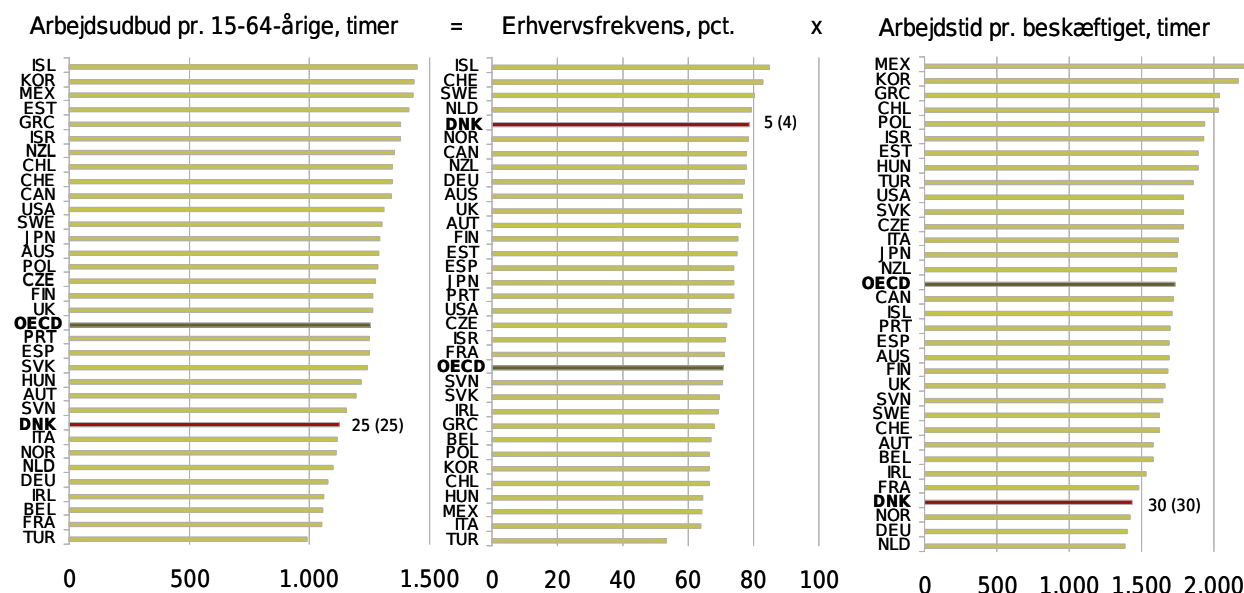 Arbejdsudbud pr. 15-64-årige, timer
ISL
KOR
MEX
EST
GRC
ISR
NZL
CHL
CHE
CAN
USA
SWE
JPN
AUS
POL
CZE
FIN
UK
OECD
PRT
ESP
SVK
HUN
AUT
SVN
DNK 25 (25)
ITA
NOR
NLD
DEU
IRL
BEL
FRA
TUR
0 500 1.000 1.500
=
Erhvervsfrekvens, pct.
ISL
CHE
SWE
NLD
DNK 5 (4)
NOR
CAN
NZL
DEU
AUS
UK
AUT
FIN
EST
ESP
JPN
PRT
USA
CZE
ISR
FRA
OECD
SVN
SVK
IRL
GRC
BEL
POL
KOR
CHL
HUN
MEX
ITA
TUR
0 20 40 60 80 100
x
Arbejdstid pr. beskæftiget, timer
MEX
KOR
GRC
CHL
POL
ISR
EST
HUN
TUR
USA
SVK
CZE
ITA
JPN
NZL
OECD
CAN
ISL
PRT
ESP
AUS
FIN
UK
SVN
SWE
CHE
AUT
BEL
IRL
FRA
DNK 30 (30)
NOR
DEU
NLD
0 500 1.000 1.500 2.000